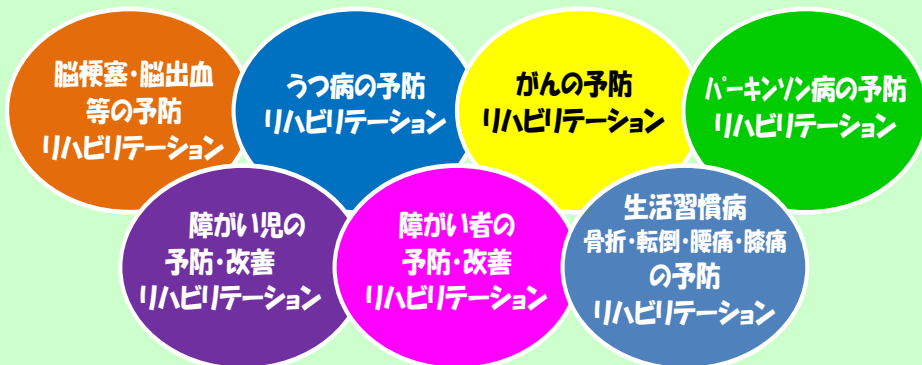 脳梗塞・脳出血
等の予防
リハビリテーション
うつ病の予防
リハビリテーション
がんの予防
リハビリテーション
パーキンソン病の予防
リハビリテーション
障がい児の
予防・改善
リハビリテーション
障がい者の
予防・改善
リハビリテーション
生活習慣病
骨折・転倒・腰痛・膝痛
の予防
リハビリテーション